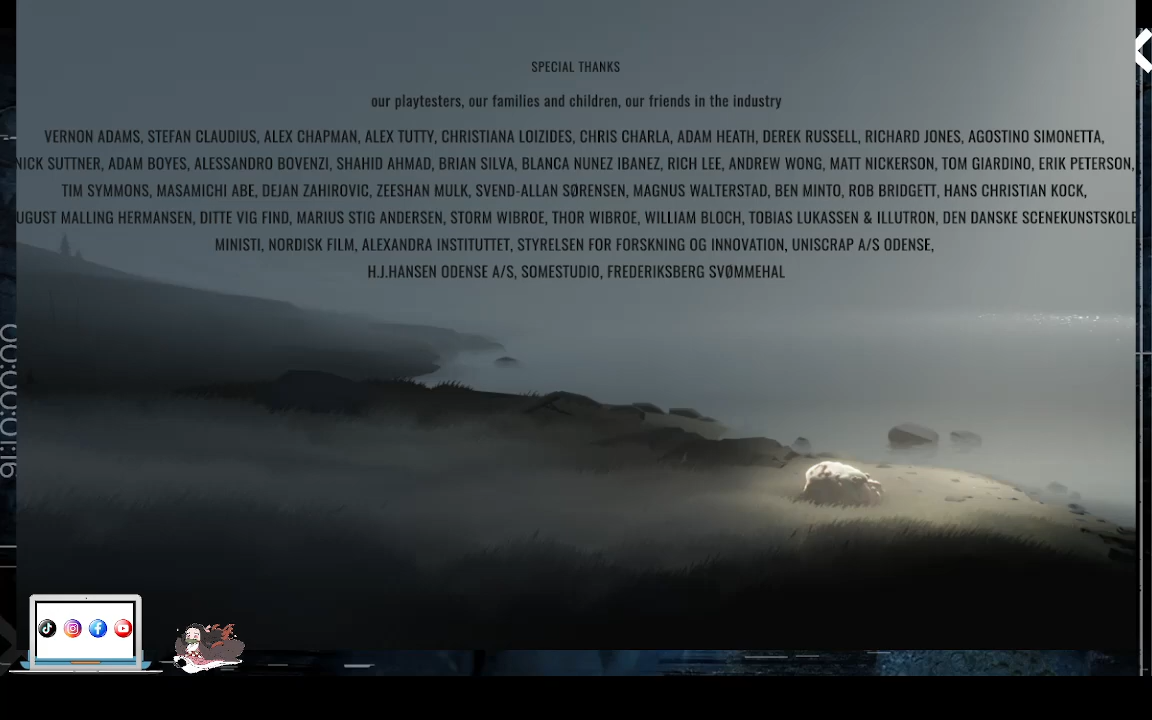 SPECIAL THANKS
our playtesters, our families and children, our friends in the industry
VERNON ADAMS, STEFAN CLAUDIUS, ALEX CHAPMAN, ALEX TUTTY, CHRISTIANA LOIZIDES, CHRIS CHARLA, ADAM HEATH, DEREK RUSSELL, RICHARD JONES, AGOSTINO SIMONETTA,
NICK SUTTNER, ADAM BOYES, ALESSANDRO BOVENZI, SHAHID AHMAD, BRIAN SILVA, BLANCA NUNEZ IBANEZ, RICH LEE, ANDREW WONG, MATT NICKERSON, TOM GIARDINO, ERIK PETERSON,
TIM SYMMONS, MASAMICHI ABE, DEJAN ZAHIROVIC, ZEESHAN MULK, SVEND-ALLAN SØRENSEN, MAGNUS WALTERSTAD, BEN MINTO, ROB BRIDGETT, HANS CHRISTIAN KOCK,
UGUST MALLING HERMANSEN, DITTE VIG FIND, MARIUS STIG ANDERSEN, STORM WIBROE, THOR WIBROE, WILLIAM BLOCH, TOBIAS LUKASSEN & ILLUTRON, DEN DANSKE SCENEKUNSTSKOLE
MINISTI, NORDISK FILM, ALEXANDRA INSTITUTTET, STYRELSEN FOR FORSKNING OG INNOVATION, UNISCRAP A/S ODENSE,
H.J.HANSEN ODENSE A/S, SOMESTUDIO, FREDERIKSBERG SVØMMEHAL